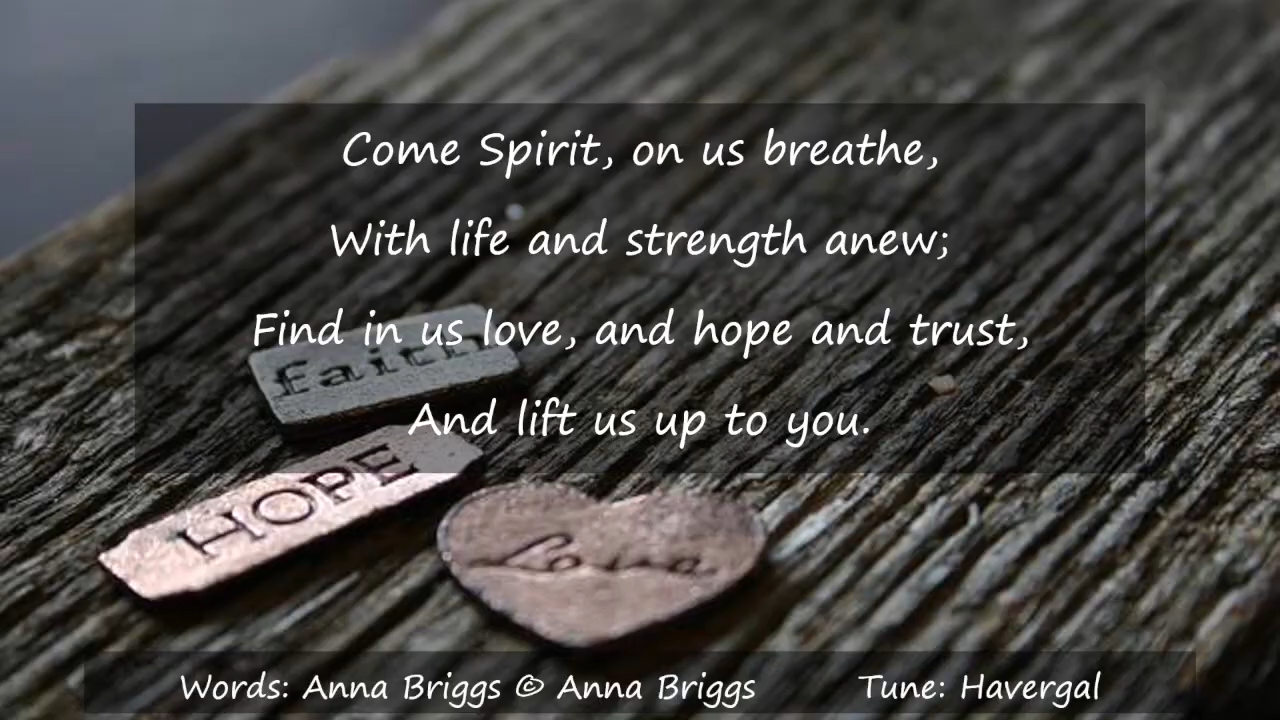 Come Spirit, on us breathe,
With life and strength anew;
Find in us love, and hope and trust,
faith
And lift us up to you.
HOPE
Love
Words: Anna Briggs © Anna Briggs Tune: Havergal